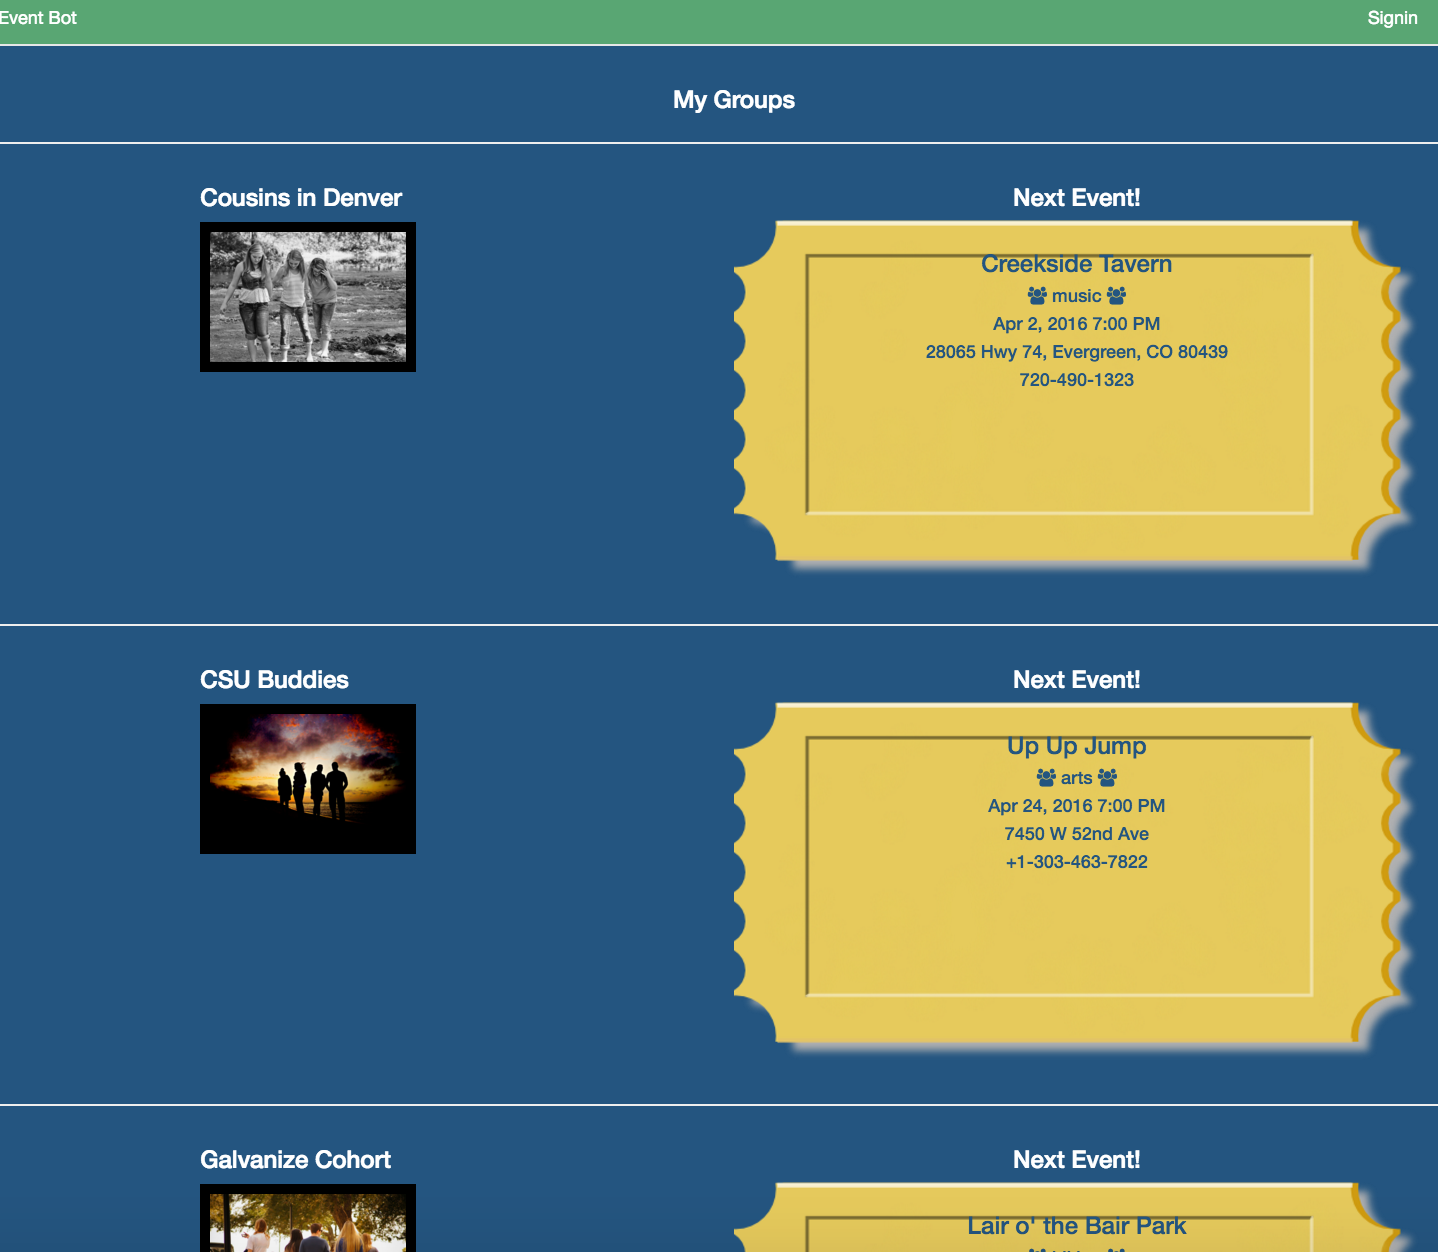 Event Bot
Signin
My Groups
Cousins in Denver
Next Event!
Creekside Tavern
music
Apr 2, 2016 7:00 PM
28065 Hwy 74, Evergreen, CO 80439
720-490-1323
CSU Buddies
Next Event!
Up Up Jump
arts
Apr 24, 2016 7:00 PM
7450 W 52nd Ave
+1-303-463-7822
Galvanize Cohort
Next Event!
Lair o' the Bair Park